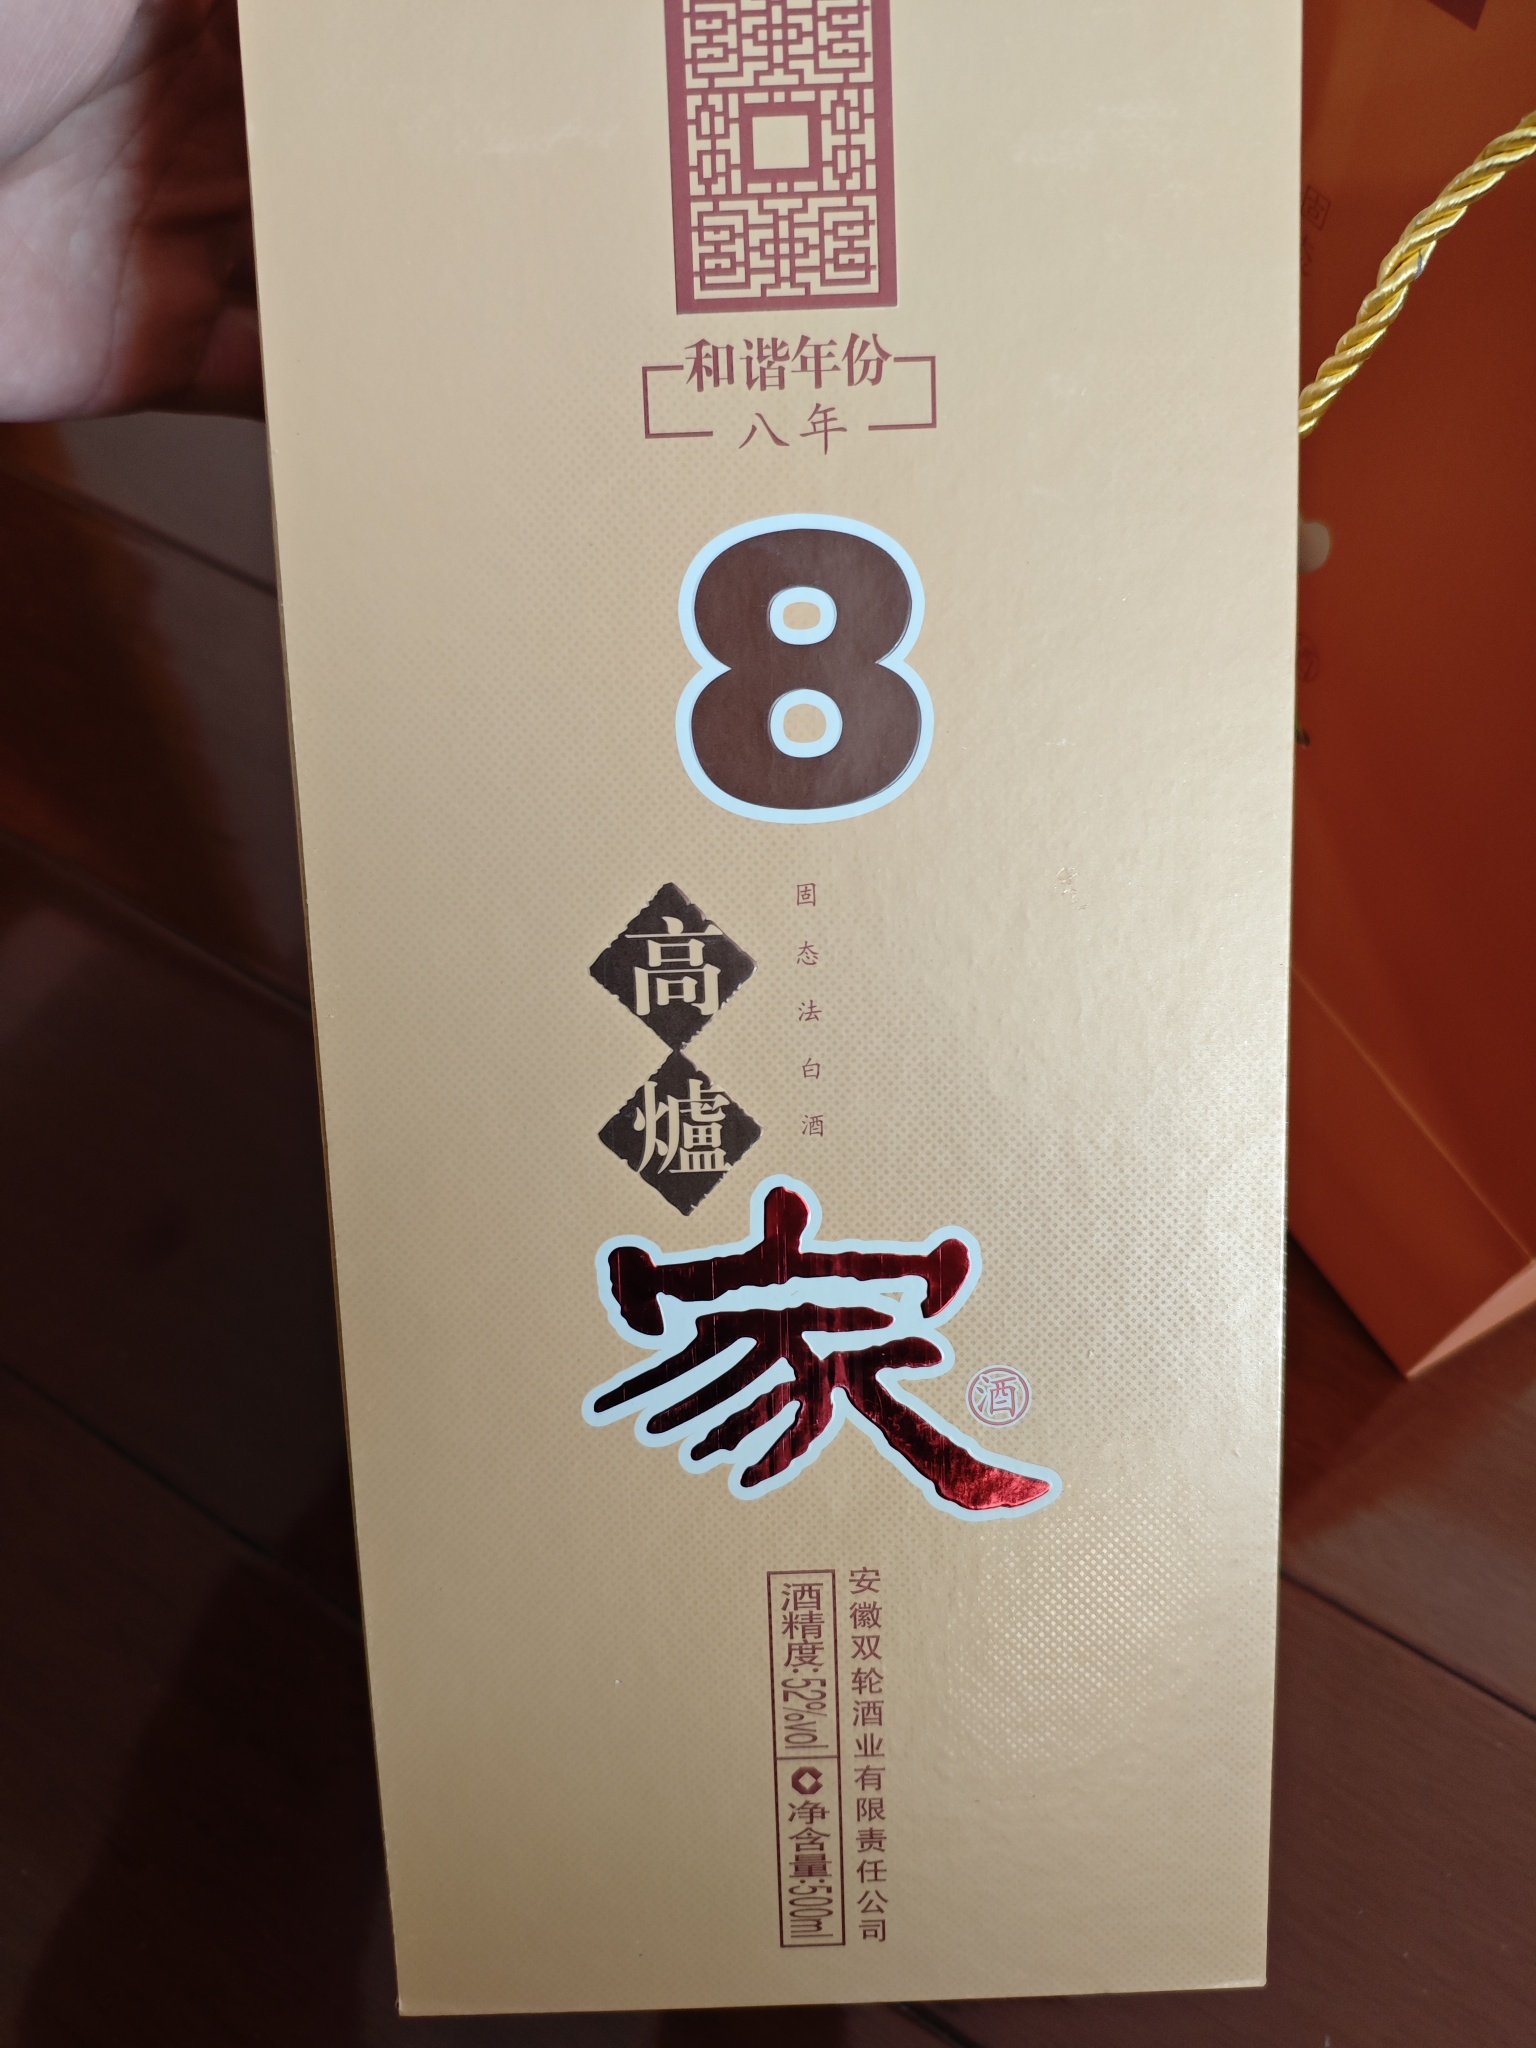 和谐年份
八年
8
固态法白酒
高爐
家
酒
安徽双轮酒业有限责任公司
酒精度:52%vol
净含量:500ml